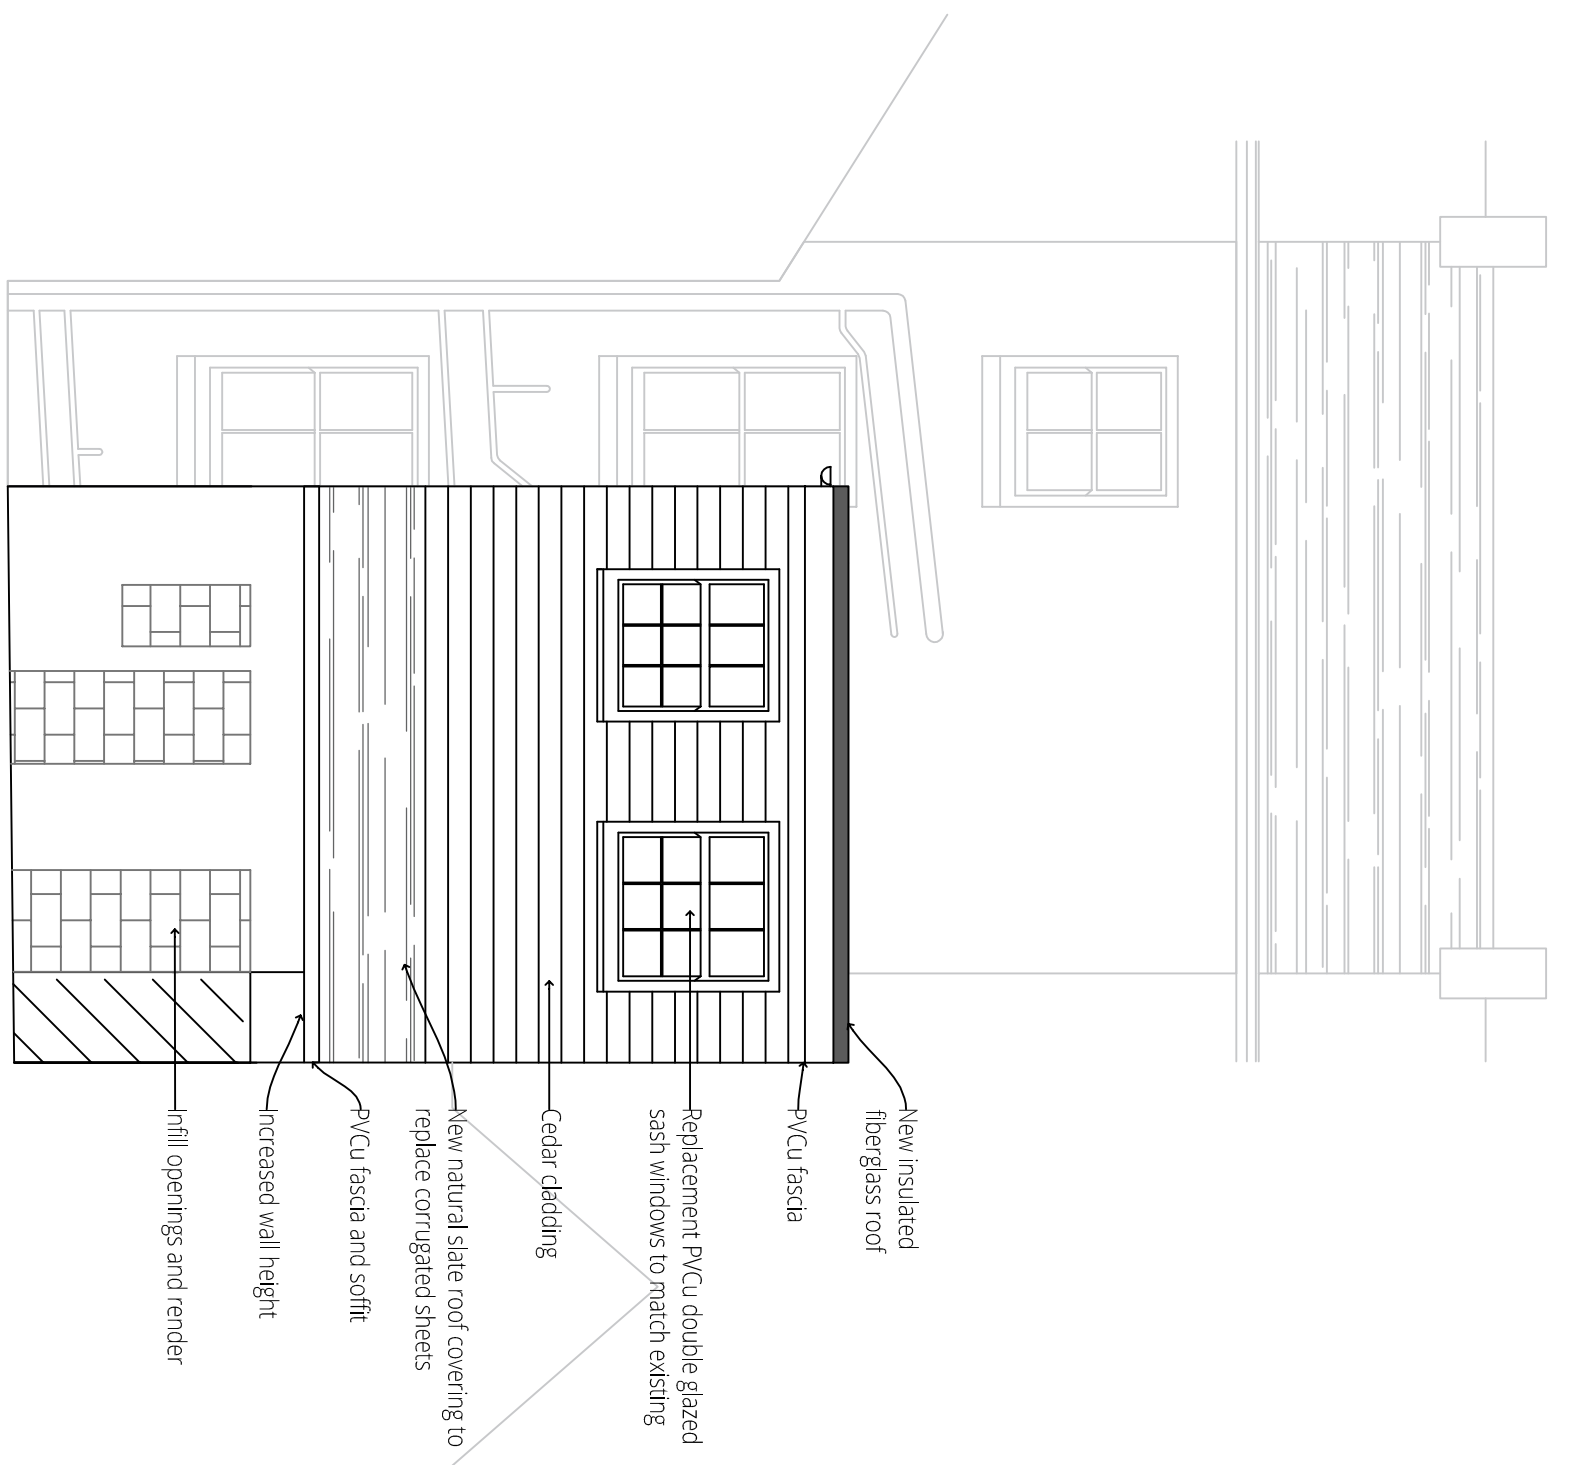 New insulated
fiberglass roof
PVCu fascia
Replacement PVCu double glazed
sash windows to match existing
Cedar cladding
New natural slate roof covering to
replace corrugated sheets
PVCu fascia and soffit
Increased wall height
Infill openings and render